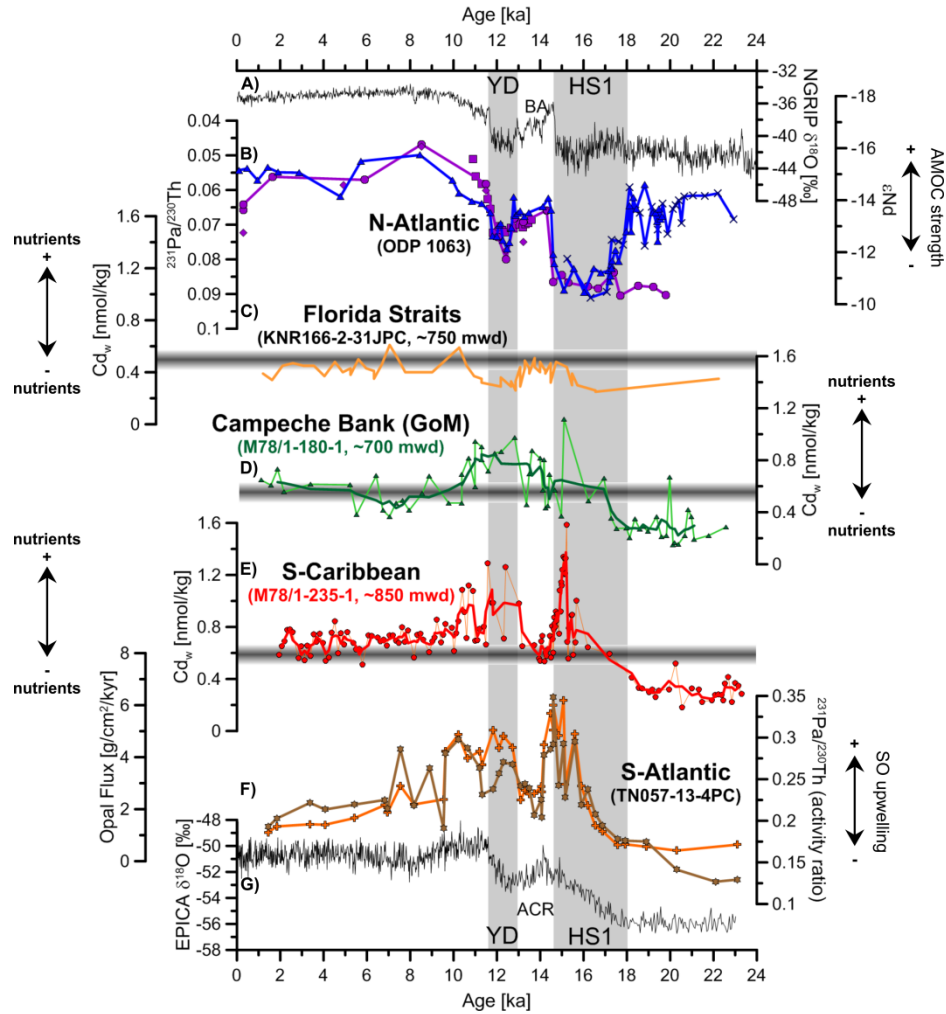 Age [ka]
0 2 4 6 8 10 12 14 16 18 20 22 24
A)
YD
BA
HS1
-32
-36
-40
-44
-48
NGRIP δ18O [‰]
-18
-16
-14
-12
-10
εNd
+
-
AMOC strength
0.04
0.05
0.06
0.07
0.08
0.09
0.1
231Pa/230Th
B)
N-Atlantic
(ODP 1063)
nutrients
+
-
nutrients
1.6
1.2
0.8
0.4
0
Cdw [nmol/kg]
C)
Florida Straits
(KNR166-2-31JPC, ~750 mwd)
1.6
1.2
0.8
0.4
0
Cdw [nmol/kg]
nutrients
+
-
nutrients
Campeche Bank (GoM)
(M78/1-180-1, ~700 mwd)
D)
nutrients
+
-
nutrients
1.6
1.2
0.8
0.4
0
Cdw [nmol/kg]
E)
S-Caribbean
(M78/1-235-1, ~850 mwd)
8
6
4
2
0
Opal Flux [g/cm2/kyr]
0.35
0.3
0.25
0.2
0.15
0.1
231Pa/230Th (activity ratio)
+
-
SO upwelling
F)
S-Atlantic
(TN057-13-4PC)
-48
-50
-52
-54
-56
-58
EPICA δ18O [‰]
G)
ACR
YD
HS1
0 2 4 6 8 10 12 14 16 18 20 22 24
Age [ka]